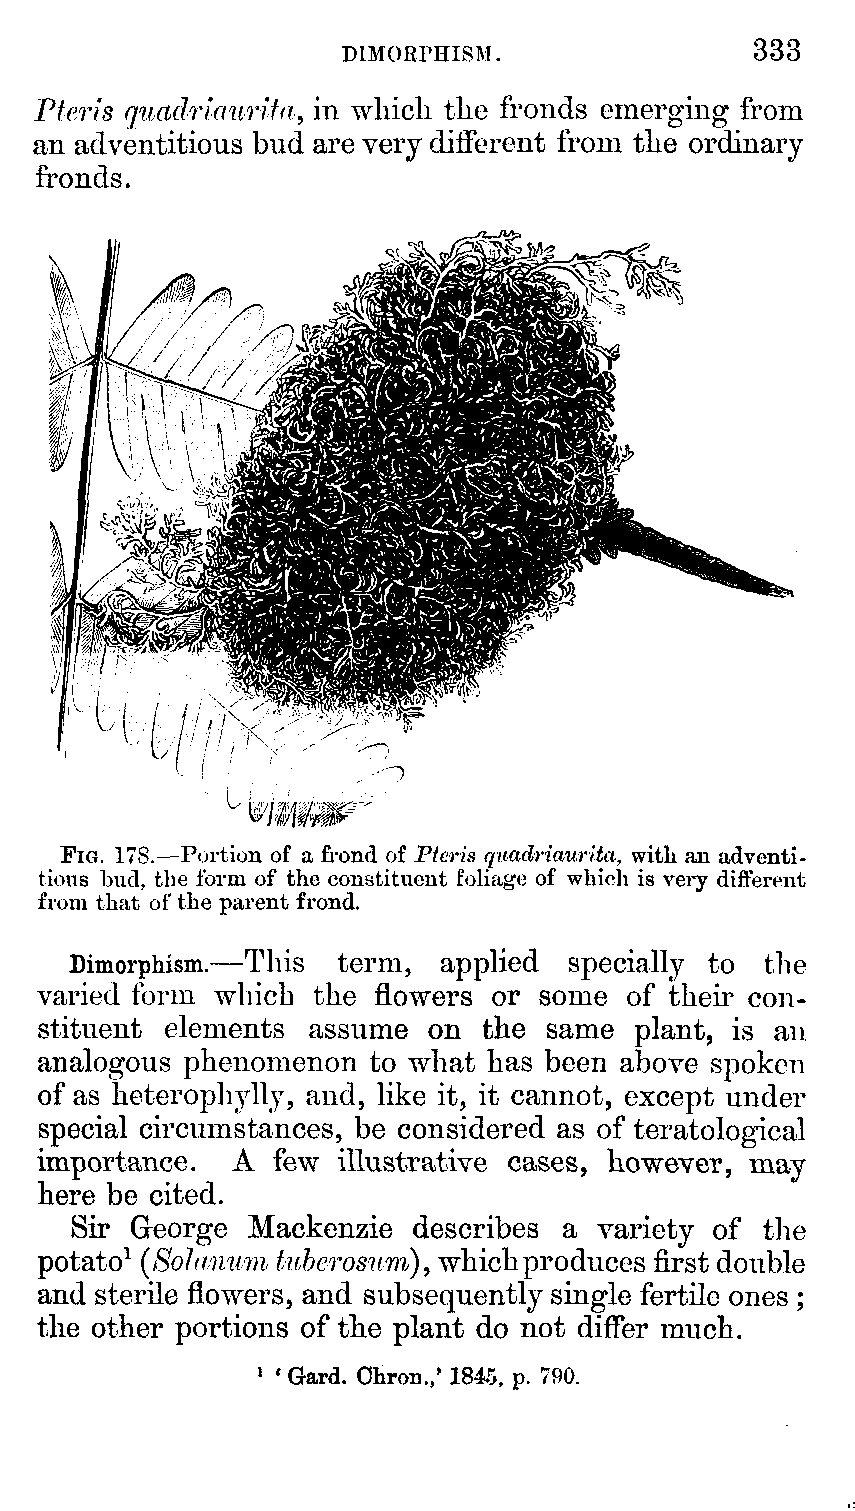 DIMORPHISM. 333
Pteris quadriaurita, in which the fronds emerging from
an adventitious bud are very different from the ordinary
fronds.
FIG. 178.—Portion of a frond of Pteris quadriaurita, with an adventi-
tious bud, the form of the constituent foliage of which is very different
from that of the parent frond.
Dimorphism.—This term, applied specially to the
varied form which the flowers or some of their con-
stituent elements assume on the same plant, is an
analogous phenomenon to what has been above spoken
of as heterophylly, and, like it, it cannot, except under
special circumstances, be considered as of teratological
importance. A few illustrative cases, however, may
here be cited.
Sir George Mackenzie describes a variety of the
potato¹ (Solanum tuberosum), which produces first double
and sterile flowers, and subsequently single fertile ones ;
the other portions of the plant do not differ much.
¹ ‘ Gard. Chron.,’ 1845, p. 790.